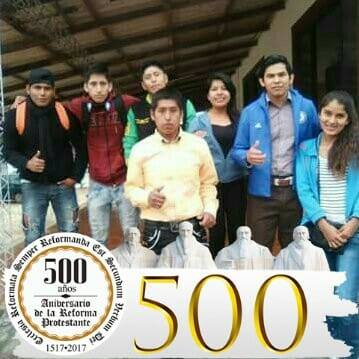 Ecclesia Reformata Semper Reformanda Est Secundum Verbum Dei
500
años
Aniversario
de la Reforma
Protestante
1517•2017
500